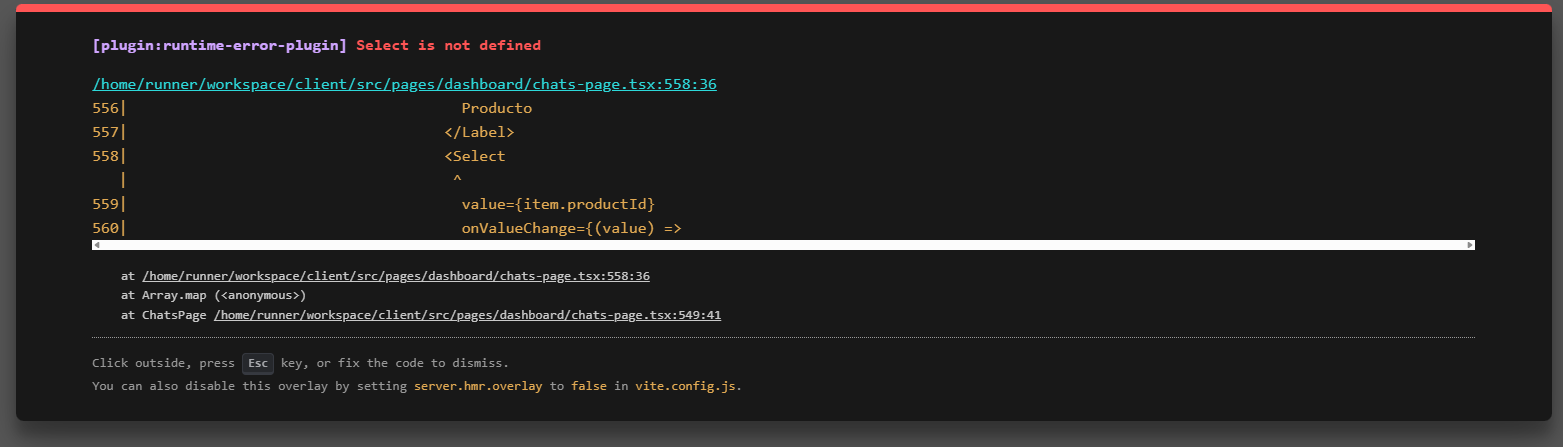 [plugin:runtime-error-plugin] Select is not defined
/home/runner/workspace/client/src/pages/dashboard/chats-page.tsx:558:36
556|                                       Producto
557|                                     </Label>
558|                                     <Select
   |                                      ^
559|                                       value={item.productId}
560|                                       onValueChange={(value) =>
at /home/runner/workspace/client/src/pages/dashboard/chats-page.tsx:558:36
at Array.map (<anonymous>)
at ChatsPage /home/runner/workspace/client/src/pages/dashboard/chats-page.tsx:549:41
Click outside, press Esc key, or fix the code to dismiss.
You can also disable this overlay by setting server.hmr.overlay to false in vite.config.js.